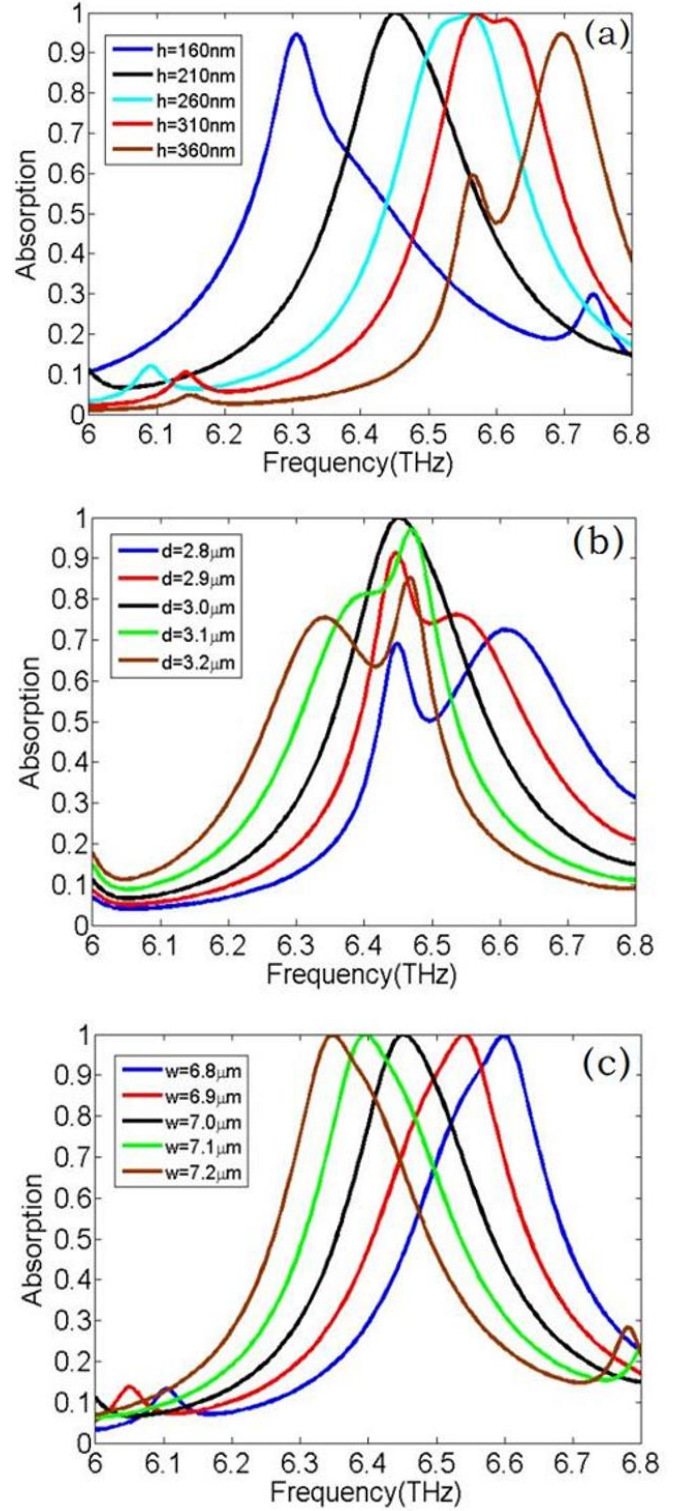 1
(a)
0.9
h=160nm
0.8
h=210nm
h=260nm
0.7
h=310nm
0.6
h=360nm
0.5
0.4
0.3
0.2
0.1
0
Absorption
6 6.1 6.2 6.3 6.4 6.5 6.6 6.7 6.8
Frequency(THz)
1
(b)
0.9
d=2.8μm
d=2.9μm
0.8
d=3.0μm
0.7
d=3.1μm
d=3.2μm
0.6
0.5
0.4
0.3
0.2
0.1
0
Absorption
6 6.1 6.2 6.3 6.4 6.5 6.6 6.7 6.8
Frequency(THz)
1
(c)
0.9
w=6.8μm
w=6.9μm
0.8
w=7.0μm
0.7
w=7.1μm
w=7.2μm
0.6
0.5
0.4
0.3
0.2
0.1
0
Absorption
6 6.1 6.2 6.3 6.4 6.5 6.6 6.7 6.8
Frequency(THz)